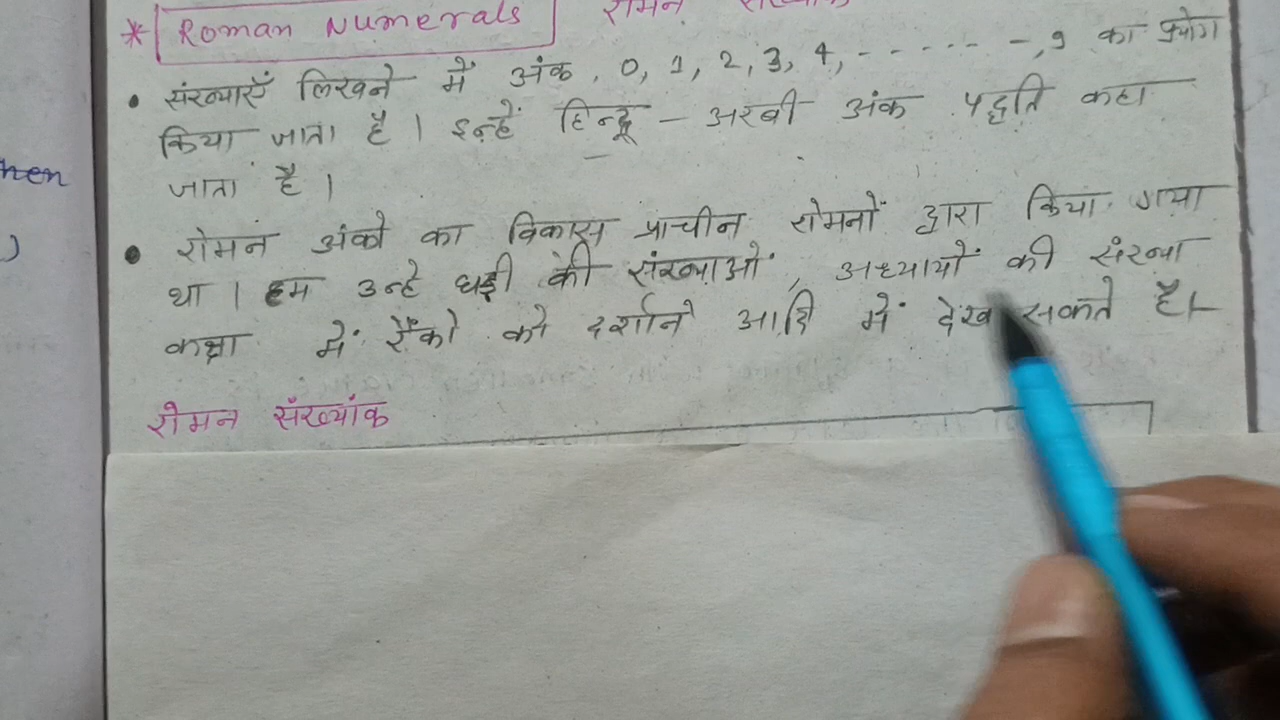 * Roman Numerals रोमन संख्यांक
• संख्याएँ लिखने में अंक, 0, 1, 2, 3, 4, - - - - - - -, 9 का प्रयोग
किया जाता है । इन्हें हिन्दू - अरबी अंक पद्धति कहा
जाता है ।
• रोमन अंको का विकास प्राचीन रोमनों द्वारा किया गया
था । हम उन्हे घड़ी की संख्याओं, अध्यायों की संख्या
कक्षा में रैंको को दर्शाने आदि में देख सकते है।
रोमन संख्यांक